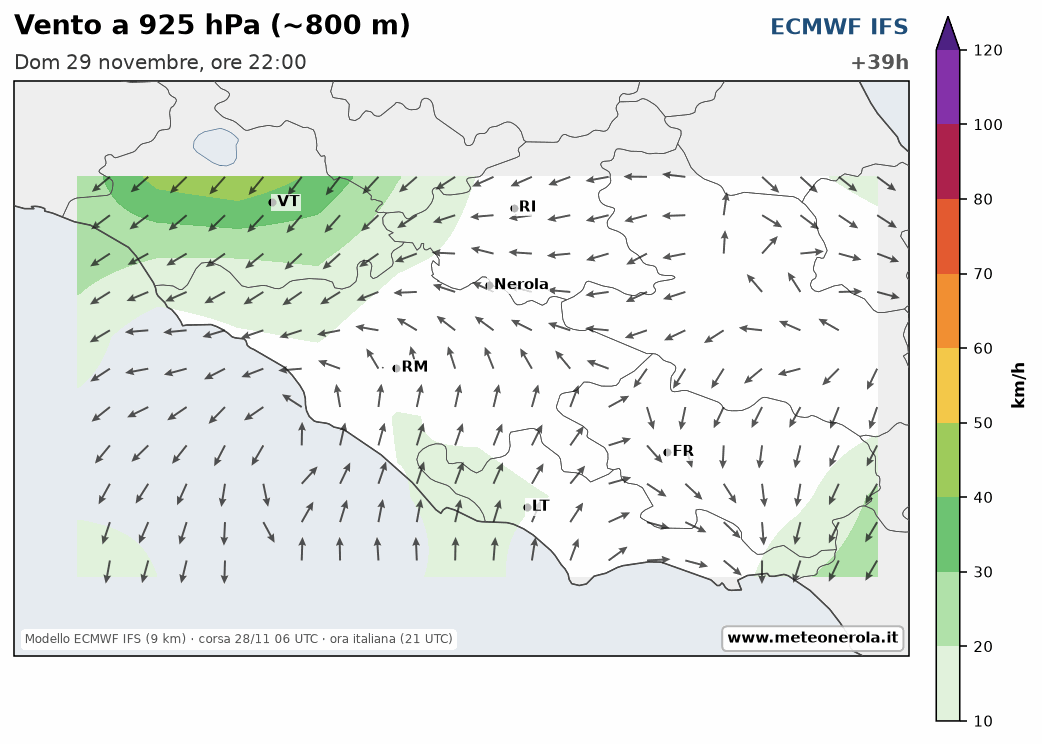 Vento a 925 hPa (~800 m)
ECMWF IFS
Dom 29 novembre, ore 22:00
+39h
VT
RI
Nerola
RM
FR
LT
120
100
80
70
60
50
40
30
20
10
km/h
Modello ECMWF IFS (9 km) · corsa 28/11 06 UTC · ora italiana (21 UTC)
www.meteonerola.it